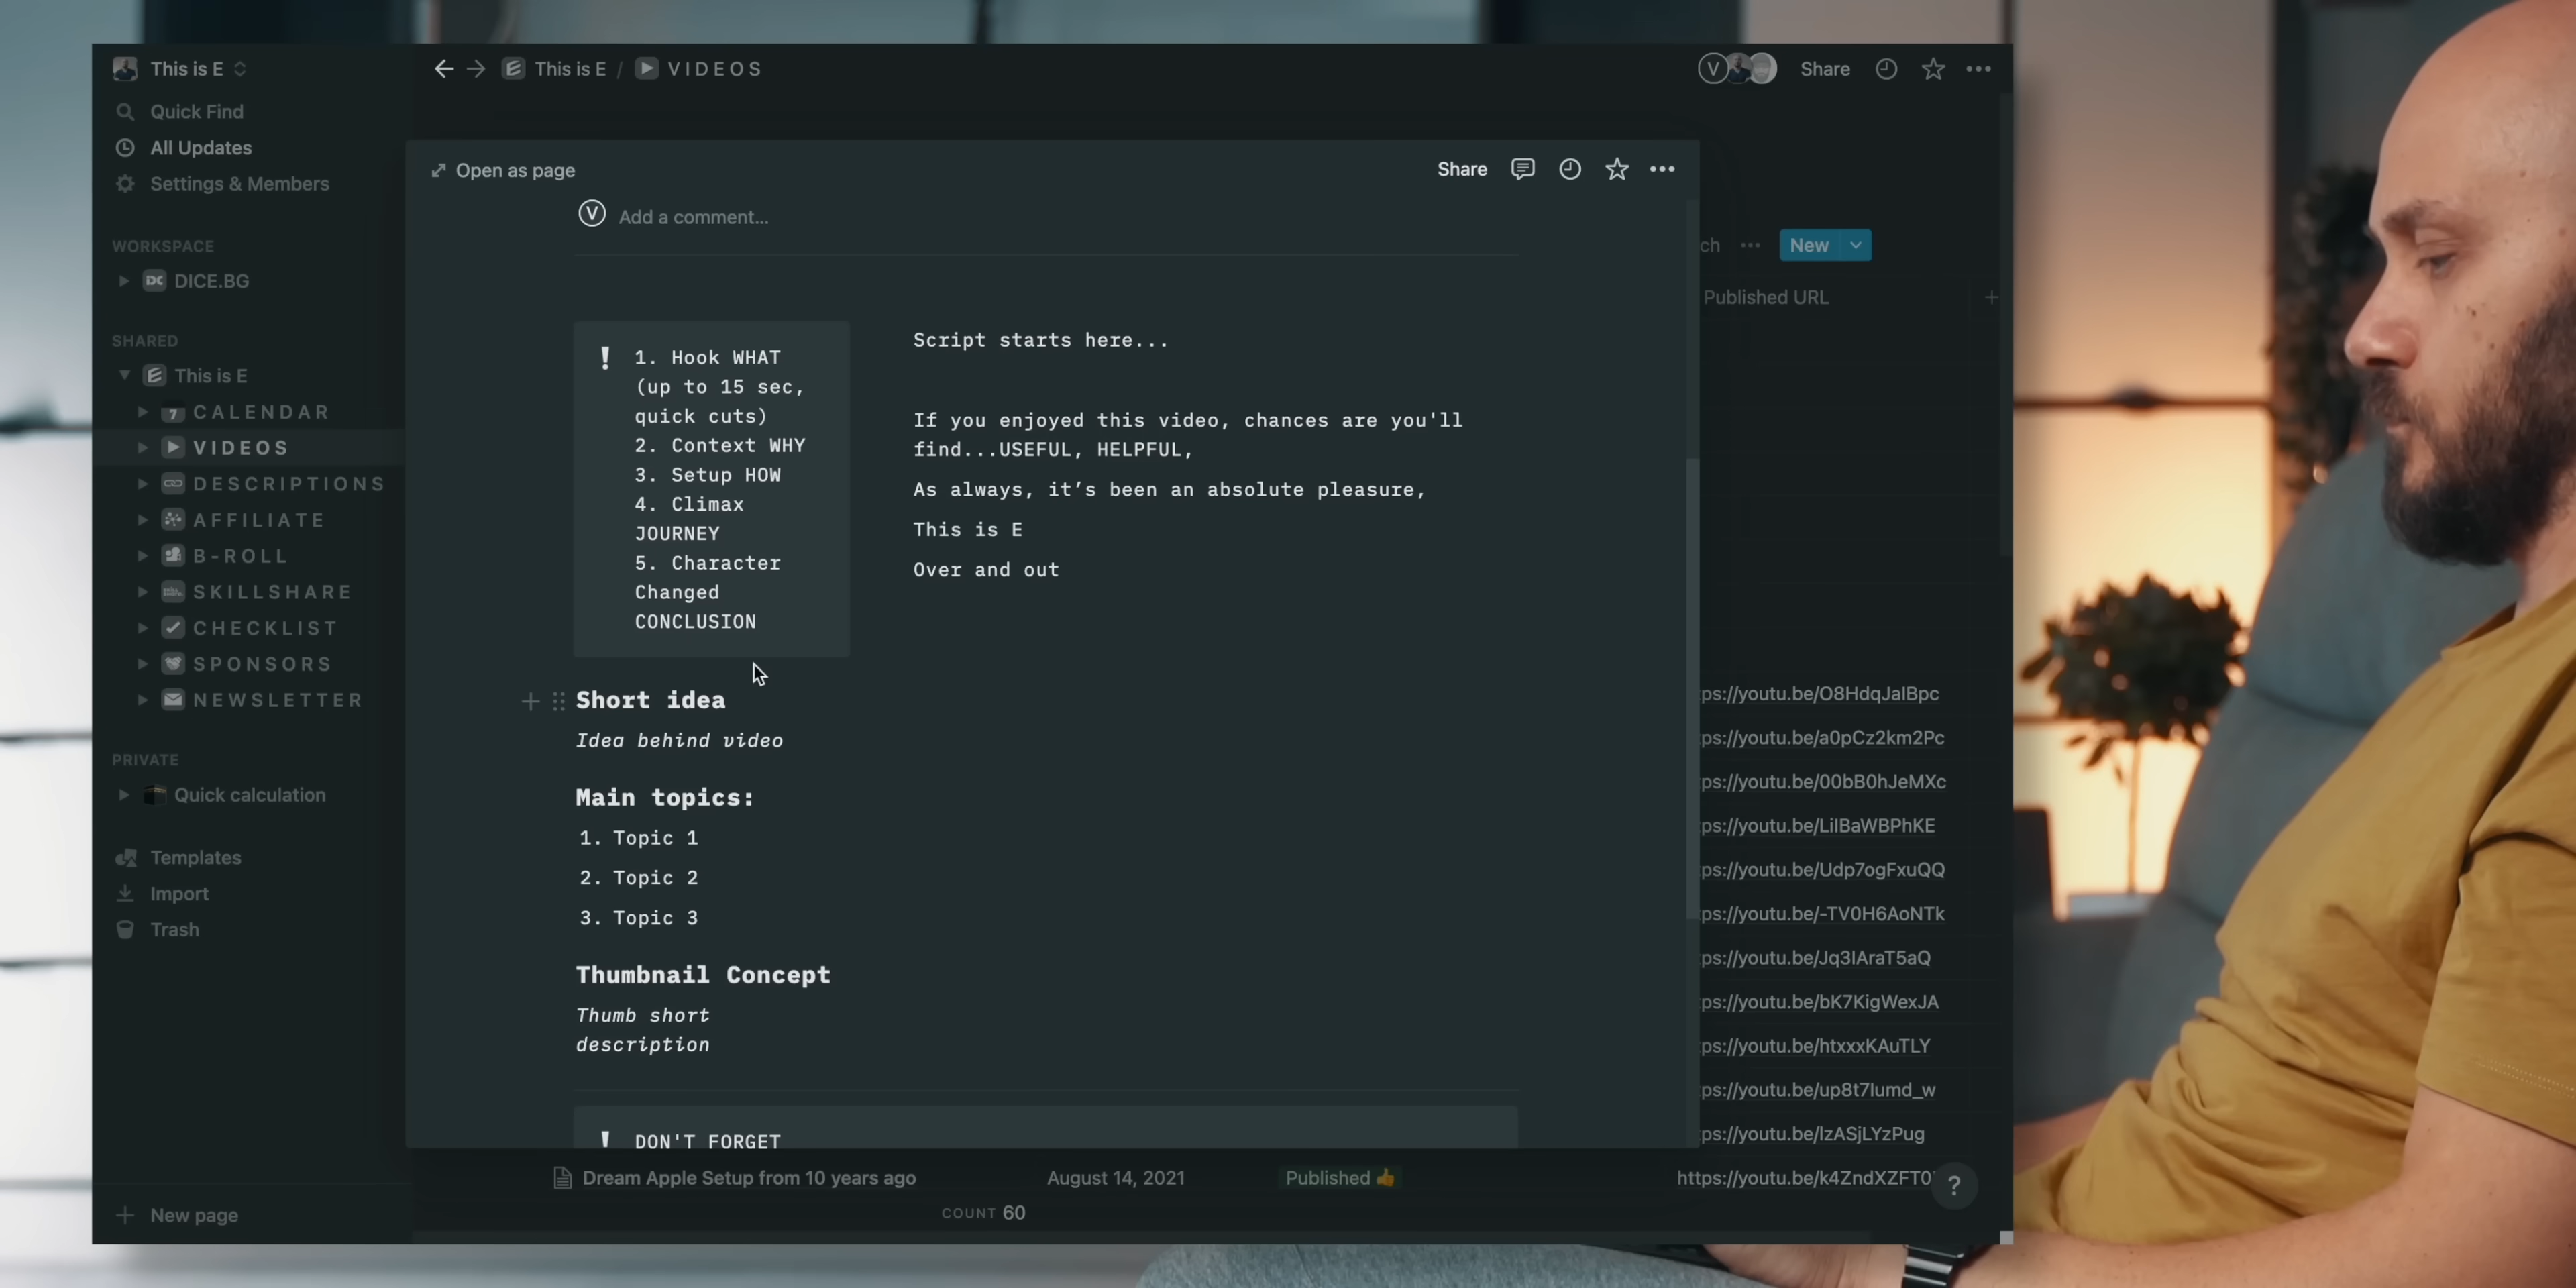 This is E
Quick Find
All Updates
Settings & Members
WORKSPACE
DC DICE.BG
SHARED
This is E
7 CALENDAR
VIDEOS
DESCRIPTIONS
AFFILIATE
B-ROLL
SKILLSHARE
CHECKLIST
SPONSORS
NEWSLETTER
PRIVATE
Quick calculation
Templates
Import
Trash
New page
This is E / VIDEOS
V Share
Open as page
Share
V Add a comment...
! 1. Hook WHAT
(up to 15 sec,
quick cuts)
2. Context WHY
3. Setup HOW
4. Climax
JOURNEY
5. Character
Changed
CONCLUSION
Short idea
Idea behind video
Main topics:
1. Topic 1
2. Topic 2
3. Topic 3
Thumbnail Concept
Thumb short
description
! DON'T FORGET
Script starts here...
If you enjoyed this video, chances are you'll
find...USEFUL, HELPFUL,
As always, it’s been an absolute pleasure,
This is E
Over and out
ch ... New
Published URL
ps://youtu.be/O8HdqJalBpc
ps://youtu.be/a0pCz2km2Pc
ps://youtu.be/00bB0hJeMXc
ps://youtu.be/LilBaWBPhKE
ps://youtu.be/Udp7ogFxuQQ
ps://youtu.be/-TV0H6AoNTk
ps://youtu.be/Jq3lAraT5aQ
ps://youtu.be/bK7KigWexJA
ps://youtu.be/htxxxKAuTLY
ps://youtu.be/up8t7lumd_w
ps://youtu.be/lzASjLYzPug
Dream Apple Setup from 10 years ago August 14, 2021 Published 👍 https://youtu.be/k4ZndXZFT0
COUNT 60
?